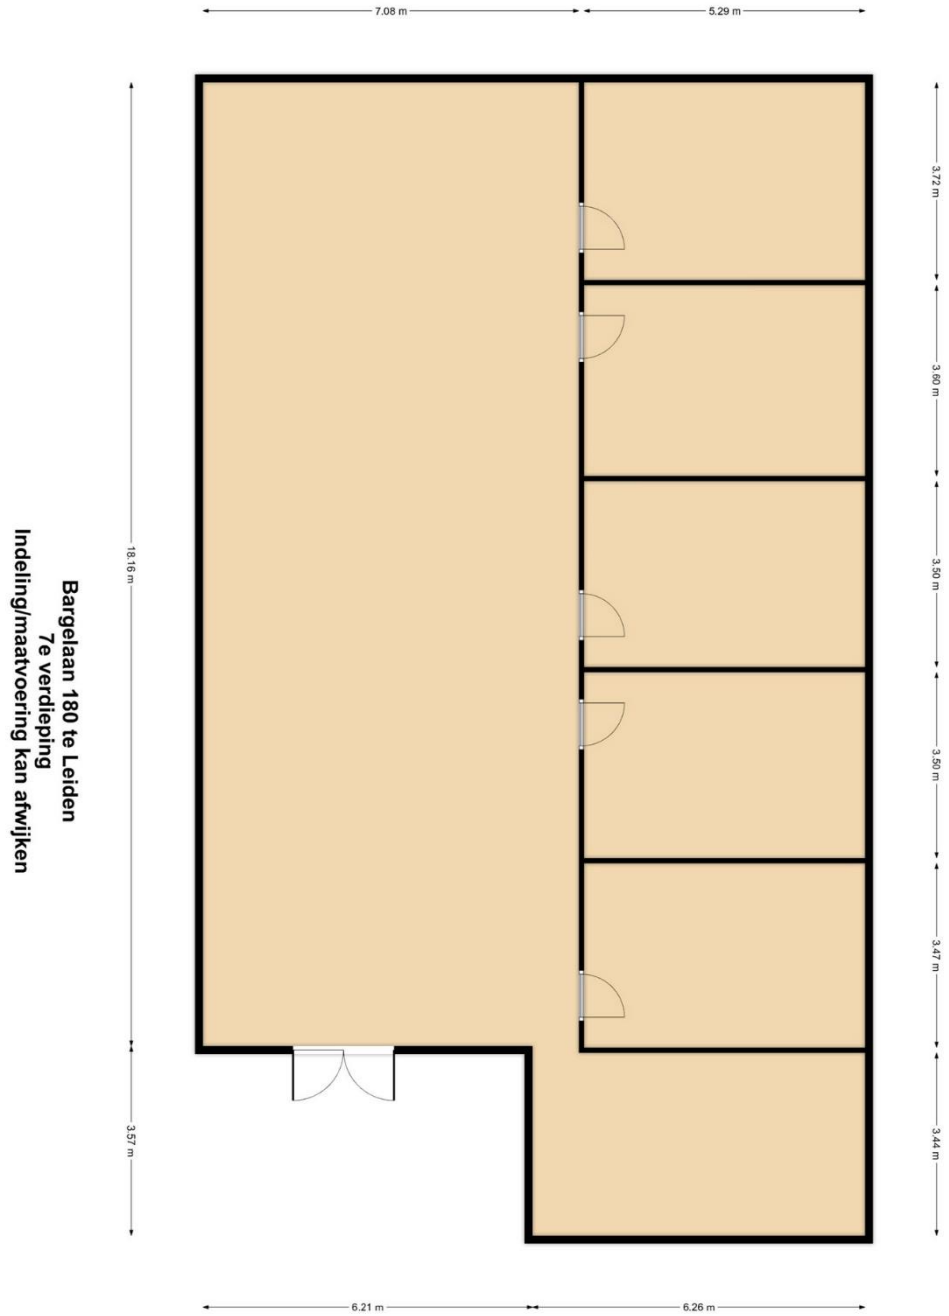 7.08 m
5.29 m
3.72 m
3.60 m
3.50 m
3.50 m
3.47 m
3.44 m
18.16 m
3.57 m
6.21 m
6.26 m
Bargelaan 180 te Leiden
7e verdieping
Indeling/maatvoering kan afwijken